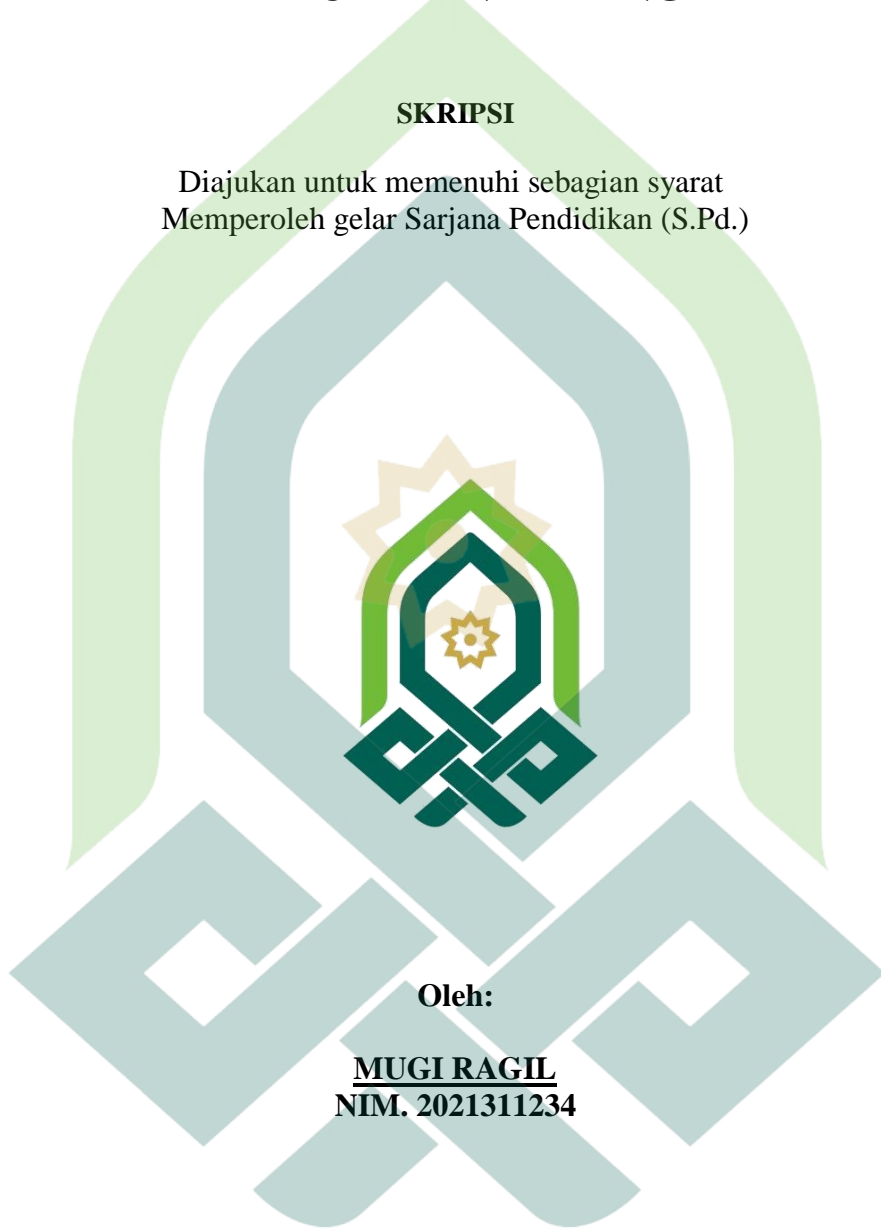 SKRIPSI
Diajukan untuk memenuhi sebagian syarat
Memperoleh gelar Sarjana Pendidikan (S.Pd.)
Oleh:
MUGI RAGIL
NIM. 2021311234